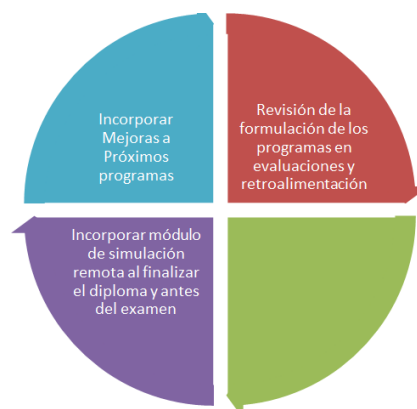 Incorporar
Mejoras a
Próximos
programas
Revisión de la
formulación de los
programas en
evaluaciones y
retroalimentación
Incorporar módulo
de simulación
remota al finalizar
el diploma y antes
del examen